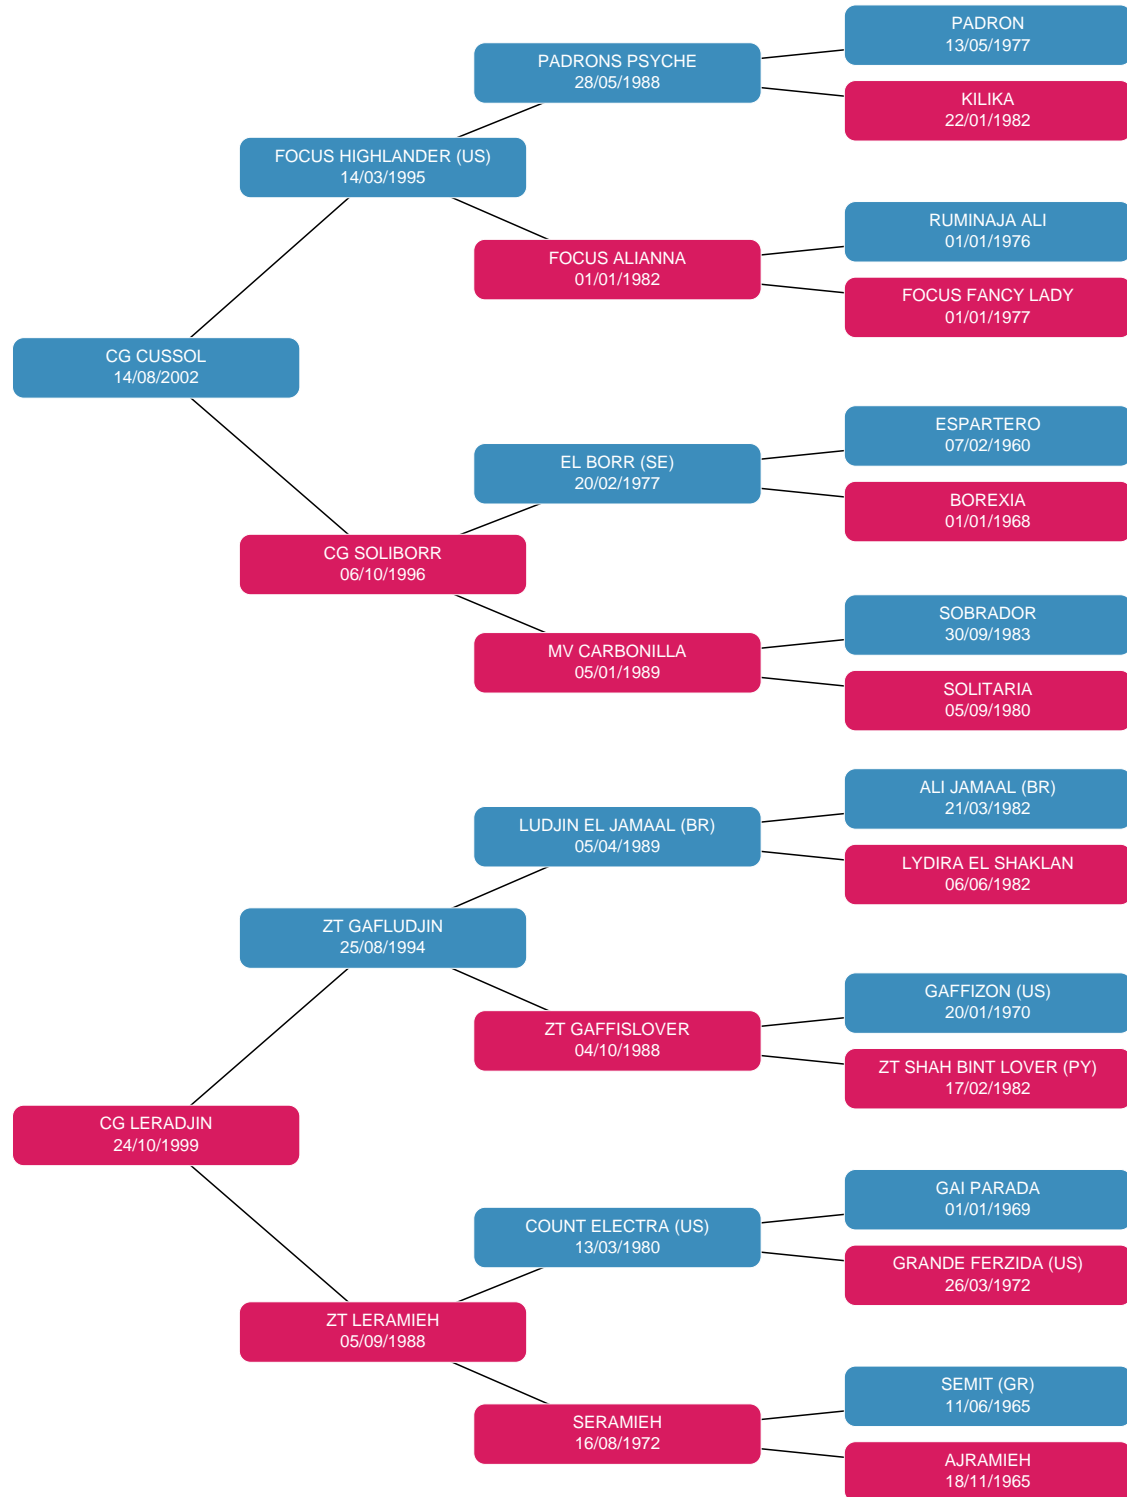 PADRON
13/05/1977
PADRONS PSYCHE
28/05/1988
KILIKA
22/01/1982
FOCUS HIGHLANDER (US)
14/03/1995
RUMINAJA ALI
01/01/1976
FOCUS ALIANNA
01/01/1982
FOCUS FANCY LADY
01/01/1977
CG CUSSOL
14/08/2002
ESPARTERO
07/02/1960
EL BORR (SE)
20/02/1977
BOREXIA
01/01/1968
CG SOLIBORR
06/10/1996
SOBRADOR
30/09/1983
MV CARBONILLA
05/01/1989
SOLITARIA
05/09/1980
ALI JAMAAL (BR)
21/03/1982
LUDJIN EL JAMAAL (BR)
05/04/1989
LYDIRA EL SHAKLAN
06/06/1982
ZT GAFLUDJIN
25/08/1994
GAFFIZON (US)
20/01/1970
ZT GAFFISLOVER
04/10/1988
ZT SHAH BINT LOVER (PY)
17/02/1982
CG LERADJIN
24/10/1999
GAI PARADA
01/01/1969
COUNT ELECTRA (US)
13/03/1980
GRANDE FERZIDA (US)
26/03/1972
ZT LERAMIEH
05/09/1988
SEMIT (GR)
11/06/1965
SERAMIEH
16/08/1972
AJRAMIEH
18/11/1965